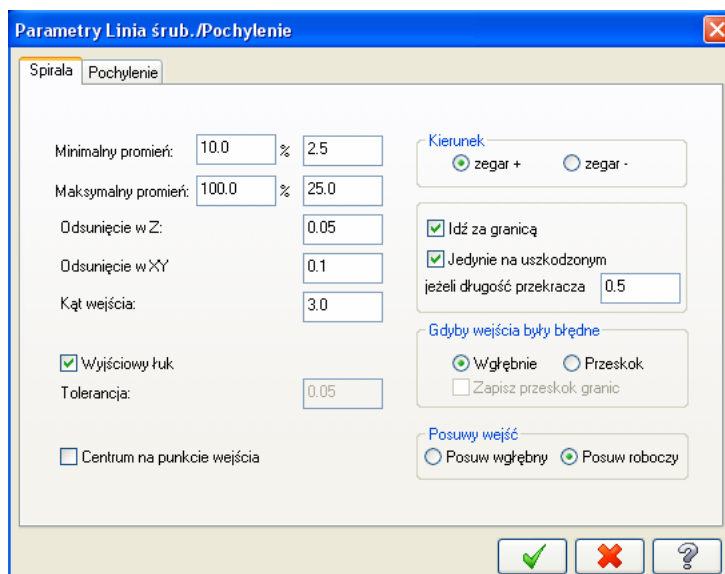 Parametry Linia śrub./Pochylenie
Spirala
Pochylenie
Minimalny promień: 10.0 % 2.5
Maksymalny promień: 100.0 % 25.0
Odsunięcie w Z: 0.05
Odsunięcie w XY 0.1
Kąt wejścia: 3.0
Wyjściowy łuk
Tolerancja: 0.05
Centrum na punkcie wejścia
Kierunek
zegar + zegar -
Idź za granicą
Jedynie na uszkodzonym
jeżeli długość przekracza 0.5
Gdyby wejścia były błędne
Wgłębnie Przeskok
Zapisz przeskok granic
Posuwy wejść
Posuw wgłębny Posuw roboczy